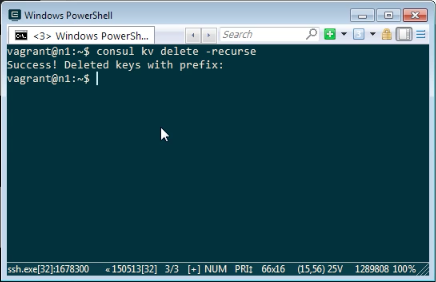 Windows PowerShell
<3> Windows PowerSh...
Search
vagrant@n1:~$ consul kv delete -recurse
Success! Deleted keys with prefix:
vagrant@n1:~$
ssh.exe[32]:1678300 « 150513[32] 3/3 [+] NUM PRI‡ 66x16 (15,56) 25V 1289808 100%